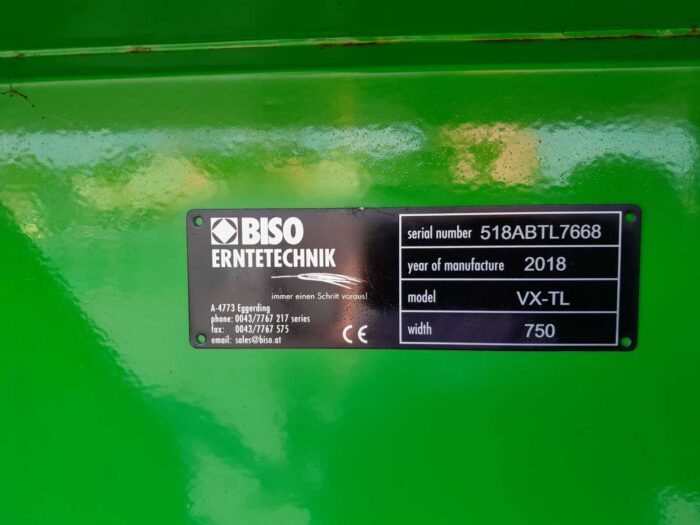 BISO
ERNTETECHNIK
immer einen Schritt voraus!
A-4773 Eggerding
phone: 0043/7767 217 series
fax: 0043/7767 575
email: sales@biso.at
CE
serial number 518ABTL7668
year of manufacture 2018
model VX-TL
width 750